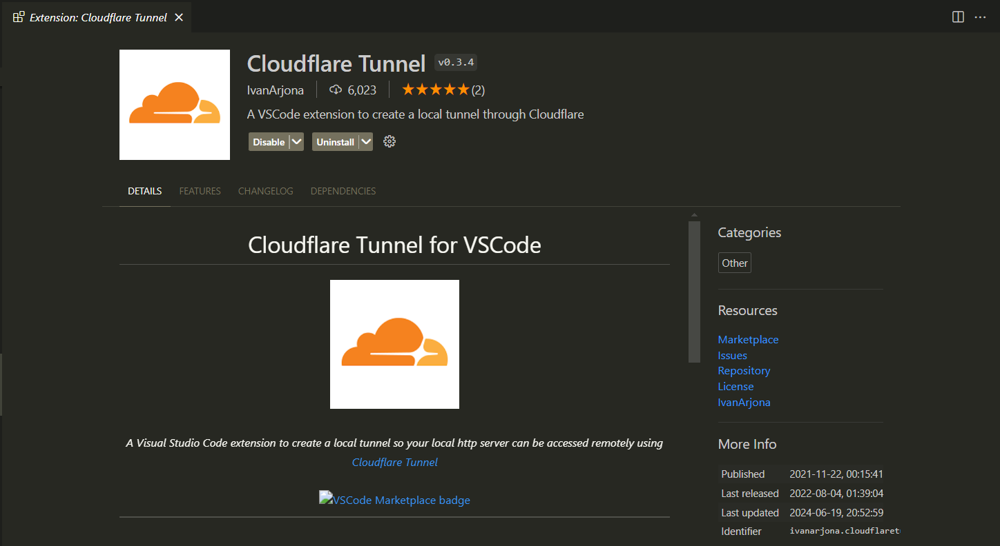 Extension: Cloudflare Tunnel
Cloudflare Tunnel v0.3.4
IvanArjona 6,023 (2)
A VSCode extension to create a local tunnel through Cloudflare
Disable Uninstall
DETAILS FEATURES CHANGELOG DEPENDENCIES
Cloudflare Tunnel for VSCode
A Visual Studio Code extension to create a local tunnel so your local http server can be accessed remotely using
Cloudflare Tunnel
VSCode Marketplace badge
Categories
Other
Resources
Marketplace
Issues
Repository
License
IvanArjona
More Info
Published 2021-11-22, 00:15:41
Last released 2022-08-04, 01:39:04
Last updated 2024-06-19, 20:52:59
Identifier ivanarjona.cloudflaret